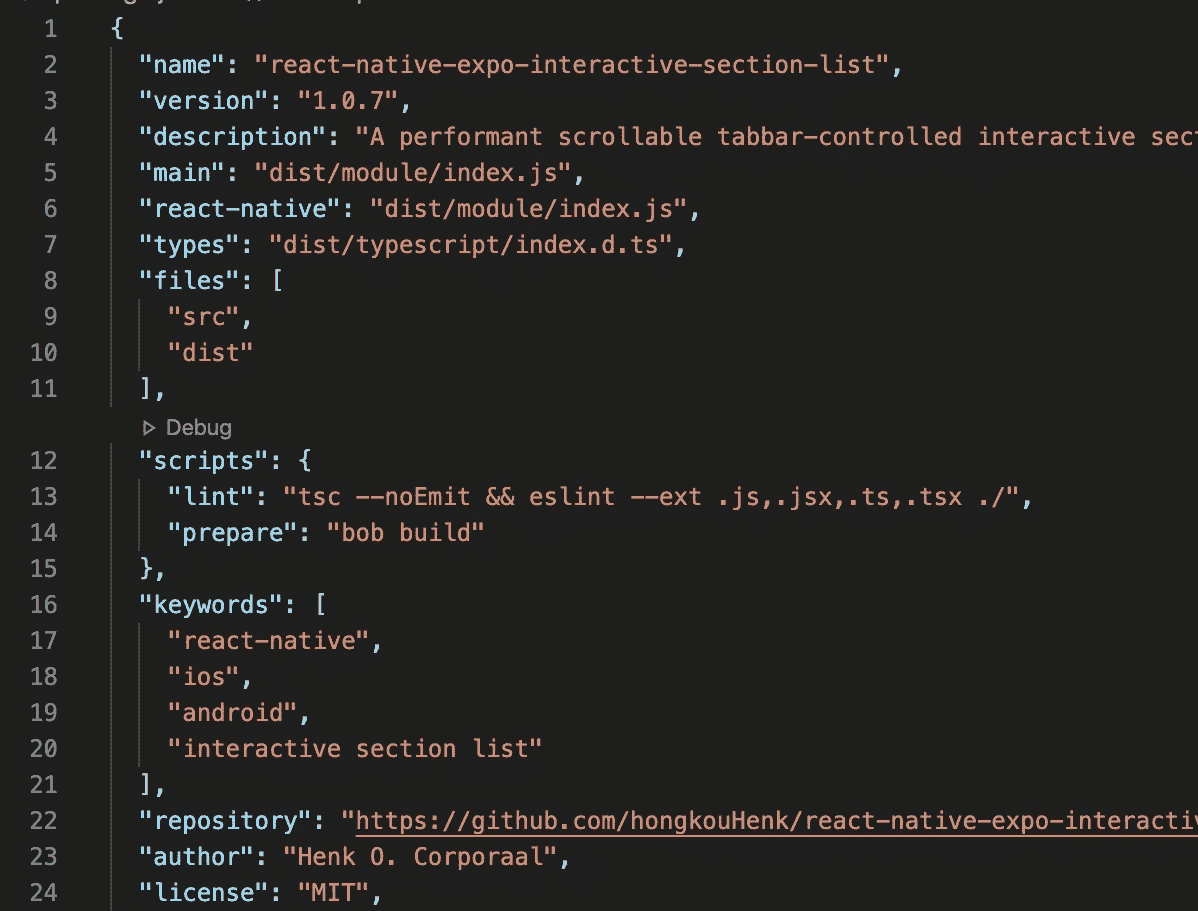 1 {
2 "name": "react-native-expo-interactive-section-list",
3 "version": "1.0.7",
4 "description": "A performant scrollable tabbar-controlled interactive sec
5 "main": "dist/module/index.js",
6 "react-native": "dist/module/index.js",
7 "types": "dist/typescript/index.d.ts",
8 "files": [
9 "src",
10 "dist"
11 ],
▷ Debug
12 "scripts": {
13 "lint": "tsc --noEmit && eslint --ext .js,.jsx,.ts,.tsx ./",
14 "prepare": "bob build"
15 },
16 "keywords": [
17 "react-native",
18 "ios",
19 "android",
20 "interactive section list"
21 ],
22 "repository": "https://github.com/hongkouHenk/react-native-expo-interactiv
23 "author": "Henk O. Corporaal",
24 "license": "MIT",